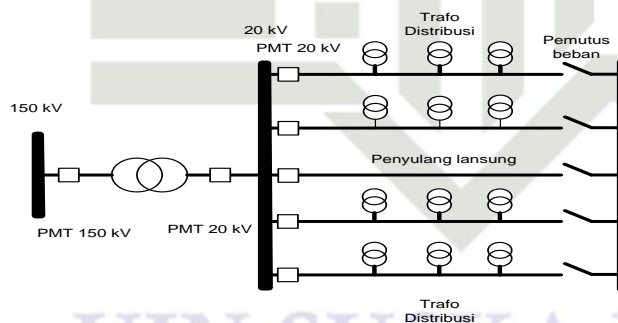 20 kV
PMT 20 kV
Trafo
Distribusi
Pemutus
beban
150 kV
Penyulang lansung
PMT 150 kV
PMT 20 kV
Trafo
Distribusi